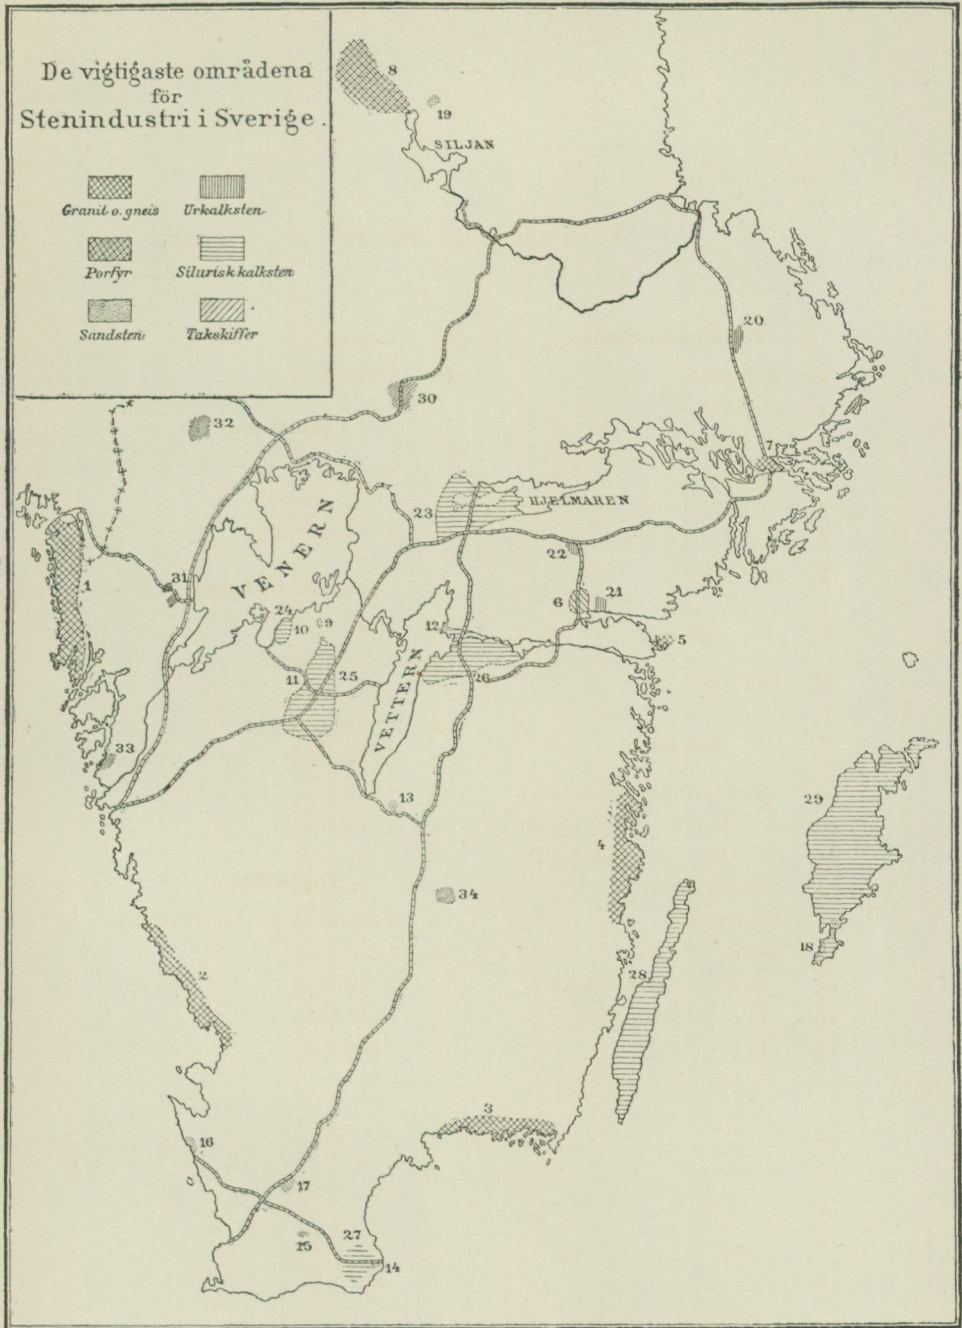 De vigtigaste områdena
för
Stenindustri i Sverige.
Granit o. gneis
Urkalksten
Porfyr
Silurisk kalksten
Sandsten
Takskiffer
8
19
SILJAN
20
30
32
7
23
HJELMAREN
VENERN
22
1
31
6
21
24
10
9
12
5
11
25
26
VETTERN
33
29
13
4
34
18
2
28
3
16
17
27
15
14